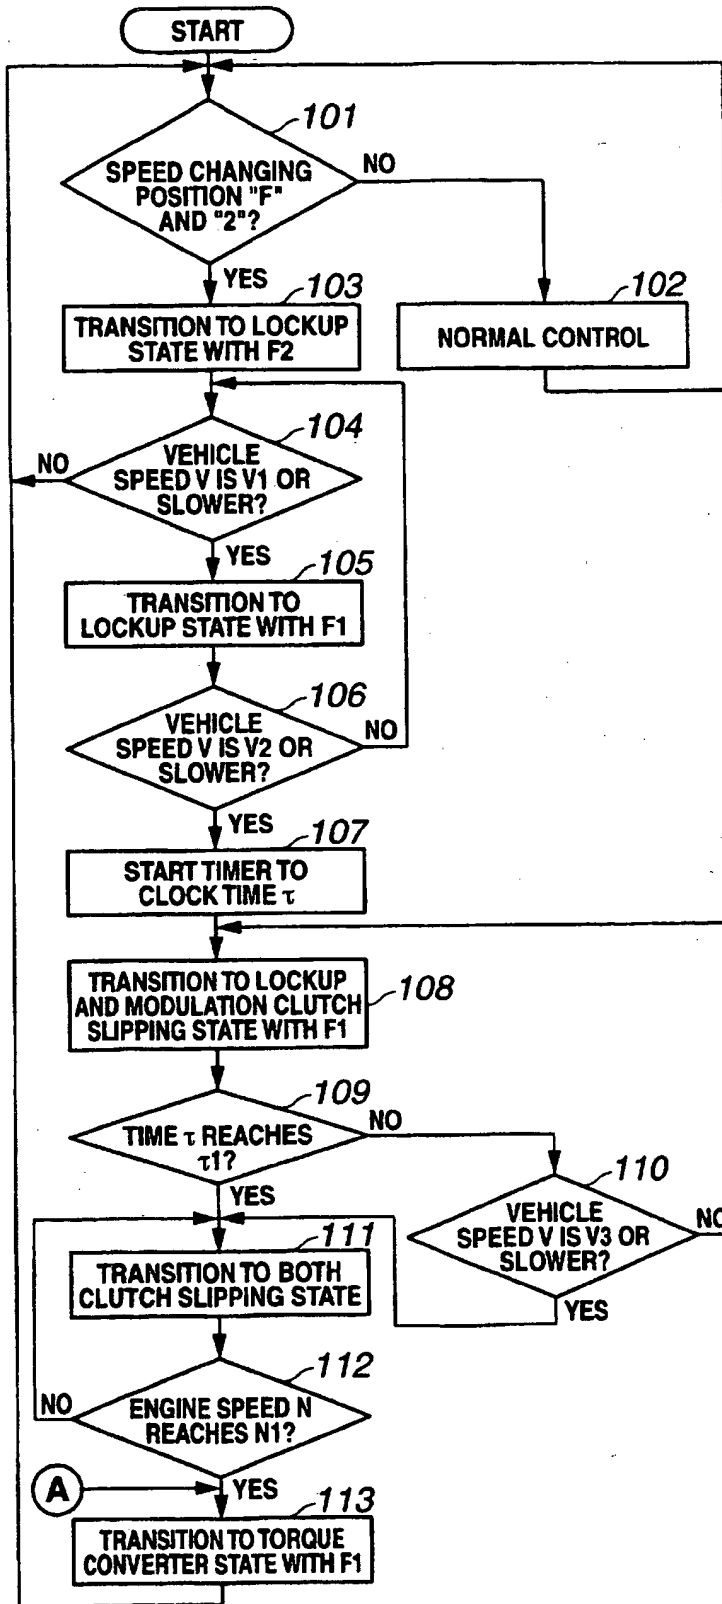 START
101
SPEED CHANGING
POSITION "F"
AND "2"?
NO
YES
103
TRANSITION TO LOCKUP
STATE WITH F2
102
NORMAL CONTROL
104
VEHICLE
SPEED V IS V1 OR
SLOWER?
NO
YES
105
TRANSITION TO
LOCKUP STATE WITH F1
106
VEHICLE
SPEED V IS V2 OR
SLOWER?
NO
YES
107
START TIMER TO
CLOCK TIME τ
TRANSITION TO LOCKUP
AND MODULATION CLUTCH
SLIPPING STATE WITH F1
108
109
TIME τ REACHES
τ1?
NO
YES
110
VEHICLE
SPEED V IS V3 OR
SLOWER?
NO
YES
111
TRANSITION TO BOTH
CLUTCH SLIPPING STATE
112
ENGINE SPEED N
REACHES N1?
NO
YES
A
113
TRANSITION TO TORQUE
CONVERTER STATE WITH F1